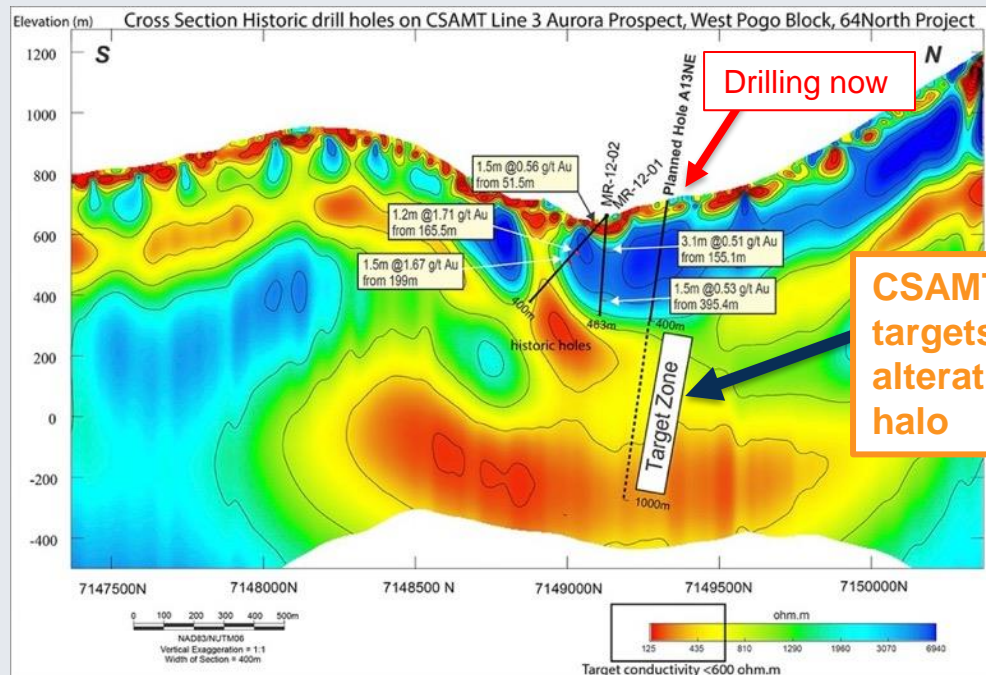 Elevation (m)
Cross Section Historic drill holes on CSAMT Line 3 Aurora Prospect, West Pogo Block, 64North Project
1200
1000
800
600
400
200
0
-200
-400
S
N
Drilling now
Planned Hole A13NE
MR-12-02
MR-12-01
1.5m @0.56 g/t Au
from 51.5m
1.2m @1.71 g/t Au
from 165.5m
1.5m @1.67 g/t Au
from 199m
3.1m @0.51 g/t Au
from 155.1m
1.5m @0.53 g/t Au
from 395.4m
400m
463m
400m
historic holes
Target Zone
1000m
CSAMT
targets
alterat
halo
7147500N
7148000N
7148500N
7149000N
7149500N
7150000N
0 100 200 300 400 500m
NAD83/NUTM06
Vertical Exaggeration = 1:1
Width of Section = 400m
ohm.m
125 435 810 1290 1960 3070 6940
Target conductivity <600 ohm.m